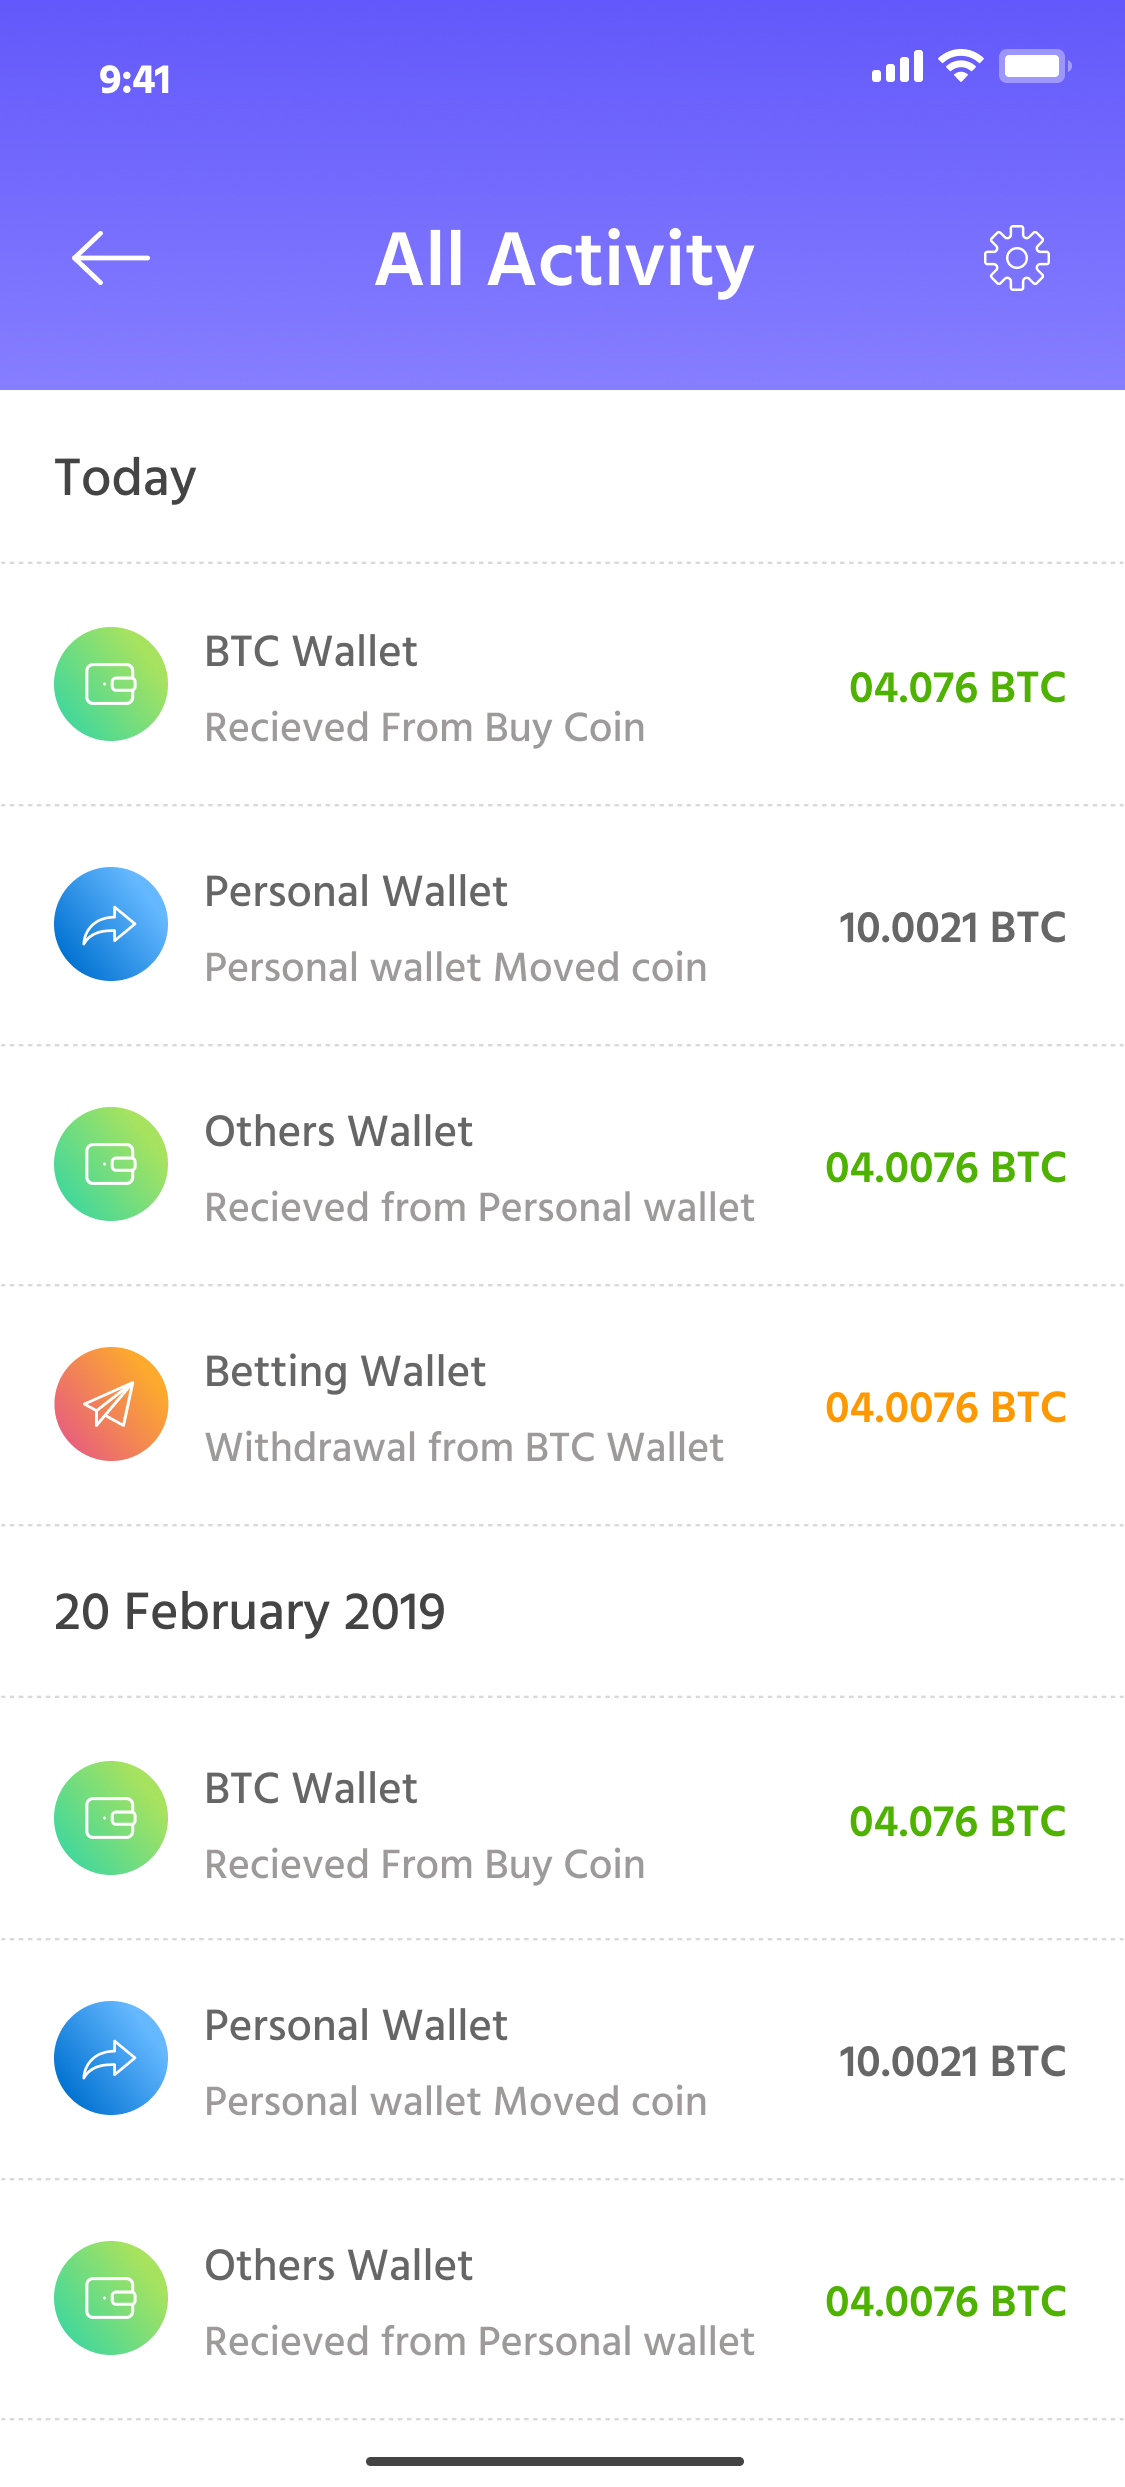 9:41
All Activity
Today
BTC Wallet
04.076 BTC
Recieved From Buy Coin
Personal Wallet
10.0021 BTC
Personal wallet Moved coin
Others Wallet
04.0076 BTC
Recieved from Personal wallet
Betting Wallet
04.0076 BTC
Withdrawal from BTC Wallet
20 February 2019
BTC Wallet
04.076 BTC
Recieved From Buy Coin
Personal Wallet
10.0021 BTC
Personal wallet Moved coin
Others Wallet
04.0076 BTC
Recieved from Personal wallet